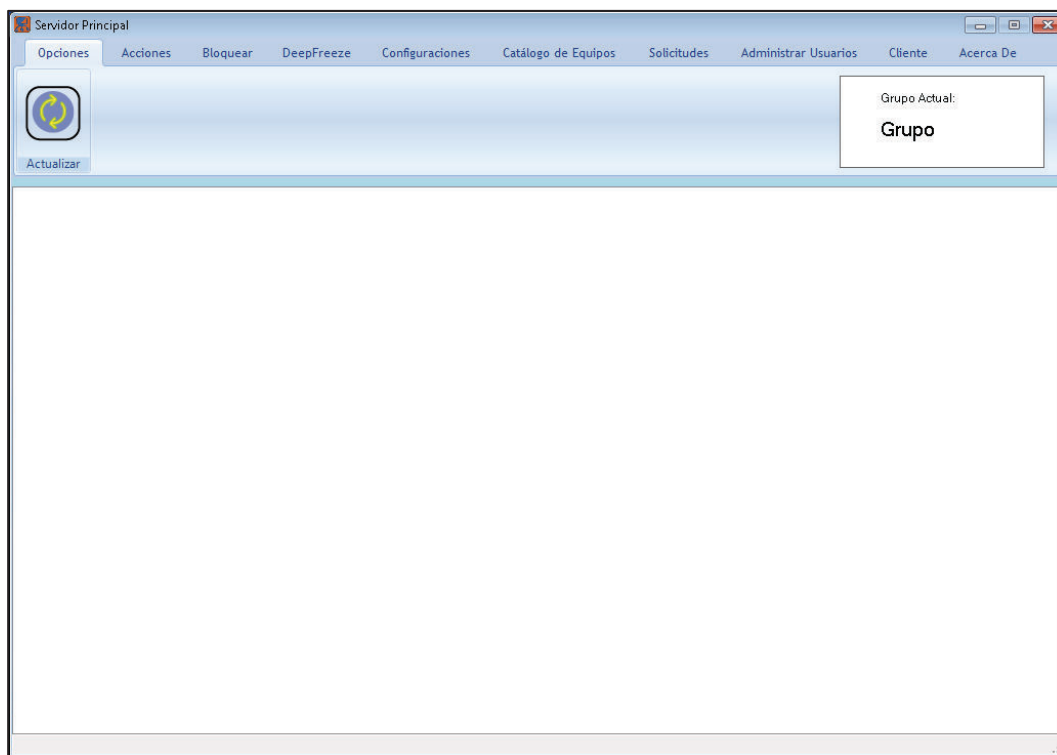 Servidor Principal
Opciones Acciones Bloquear DeepFreeze Configuraciones Catálogo de Equipos Solicitudes Administrar Usuarios Cliente Acerca De
Grupo Actual:
Grupo
Actualizar